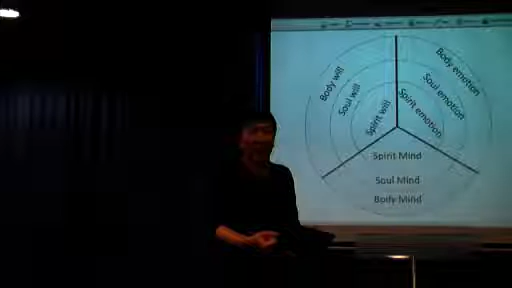 Body will
Soul will
Spirit will
Body emotion
Soul emotion
Spirit emotion
Spirit Mind
Soul Mind
Body Mind